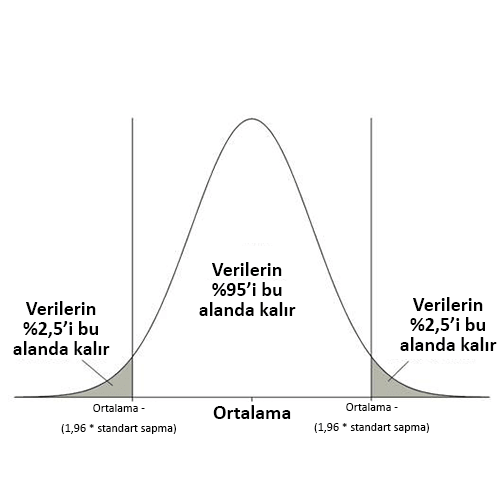 Verilerin
%95’i bu
alanda kalır
Verilerin
%2,5’i bu
alanda kalır
Verilerin
%2,5’i bu
alanda kalır
Ortalama -
(1,96 * standart sapma)
Ortalama
Ortalama -
(1,96 * standart sapma)